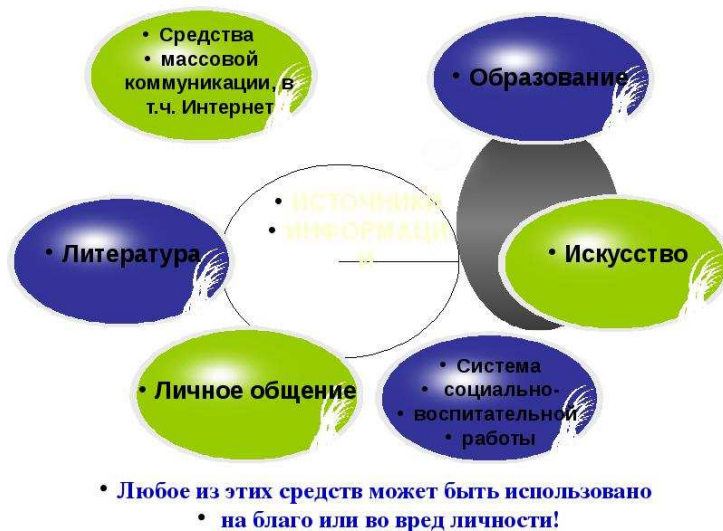 • Средства
• массовой
коммуникации, в
т.ч. Интернет
• Образование
• ИСТОЧНИКИ
• ИНФОРМАЦИ
И
• Литература
• Искусство
• Личное общение
• Система
• социально-
• воспитательной
• работы
• Любое из этих средств может быть использовано
• на благо или во вред личности!